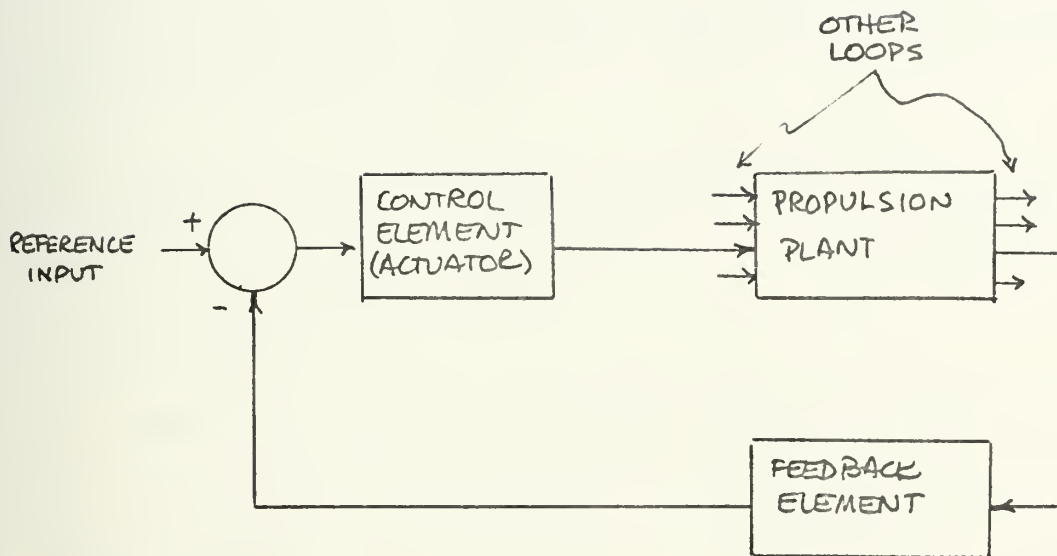 OTHER
LOOPS
CONTROL
ELEMENT
(ACTUATOR)
PROPULSION
PLANT
+
REFERENCE
INPUT
-
FEEDBACK
ELEMENT